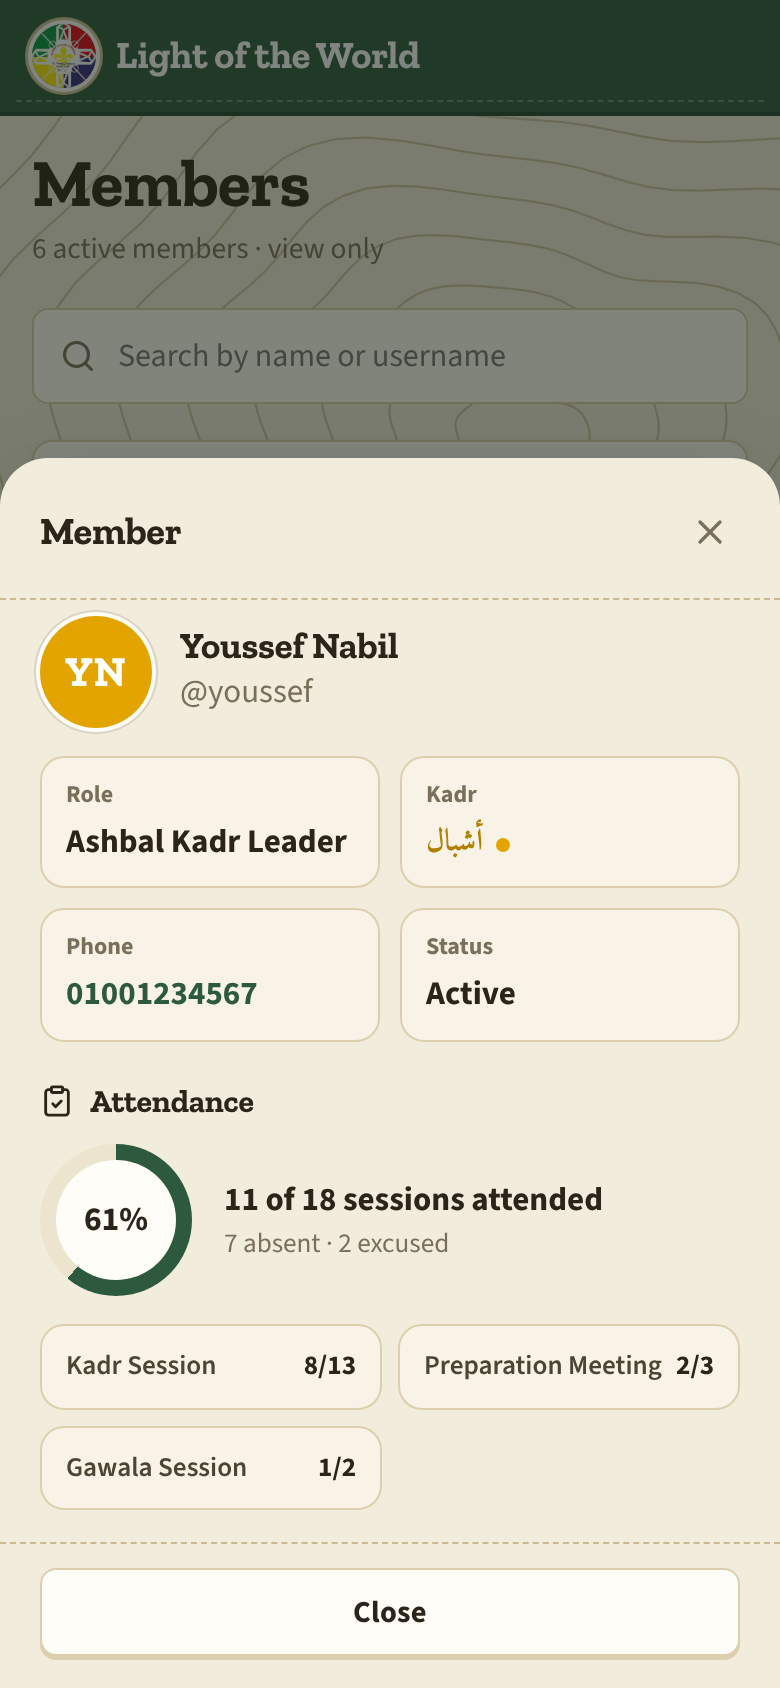 Light of the World
Members
6 active members · view only
Search by name or username
Member
YN
Youssef Nabil
@youssef
Role
Ashbal Kadr Leader
Kadr
أشبال
Phone
01001234567
Status
Active
Attendance
61%
11 of 18 sessions attended
7 absent · 2 excused
Kadr Session 8/13
Preparation Meeting 2/3
Gawala Session 1/2
Close